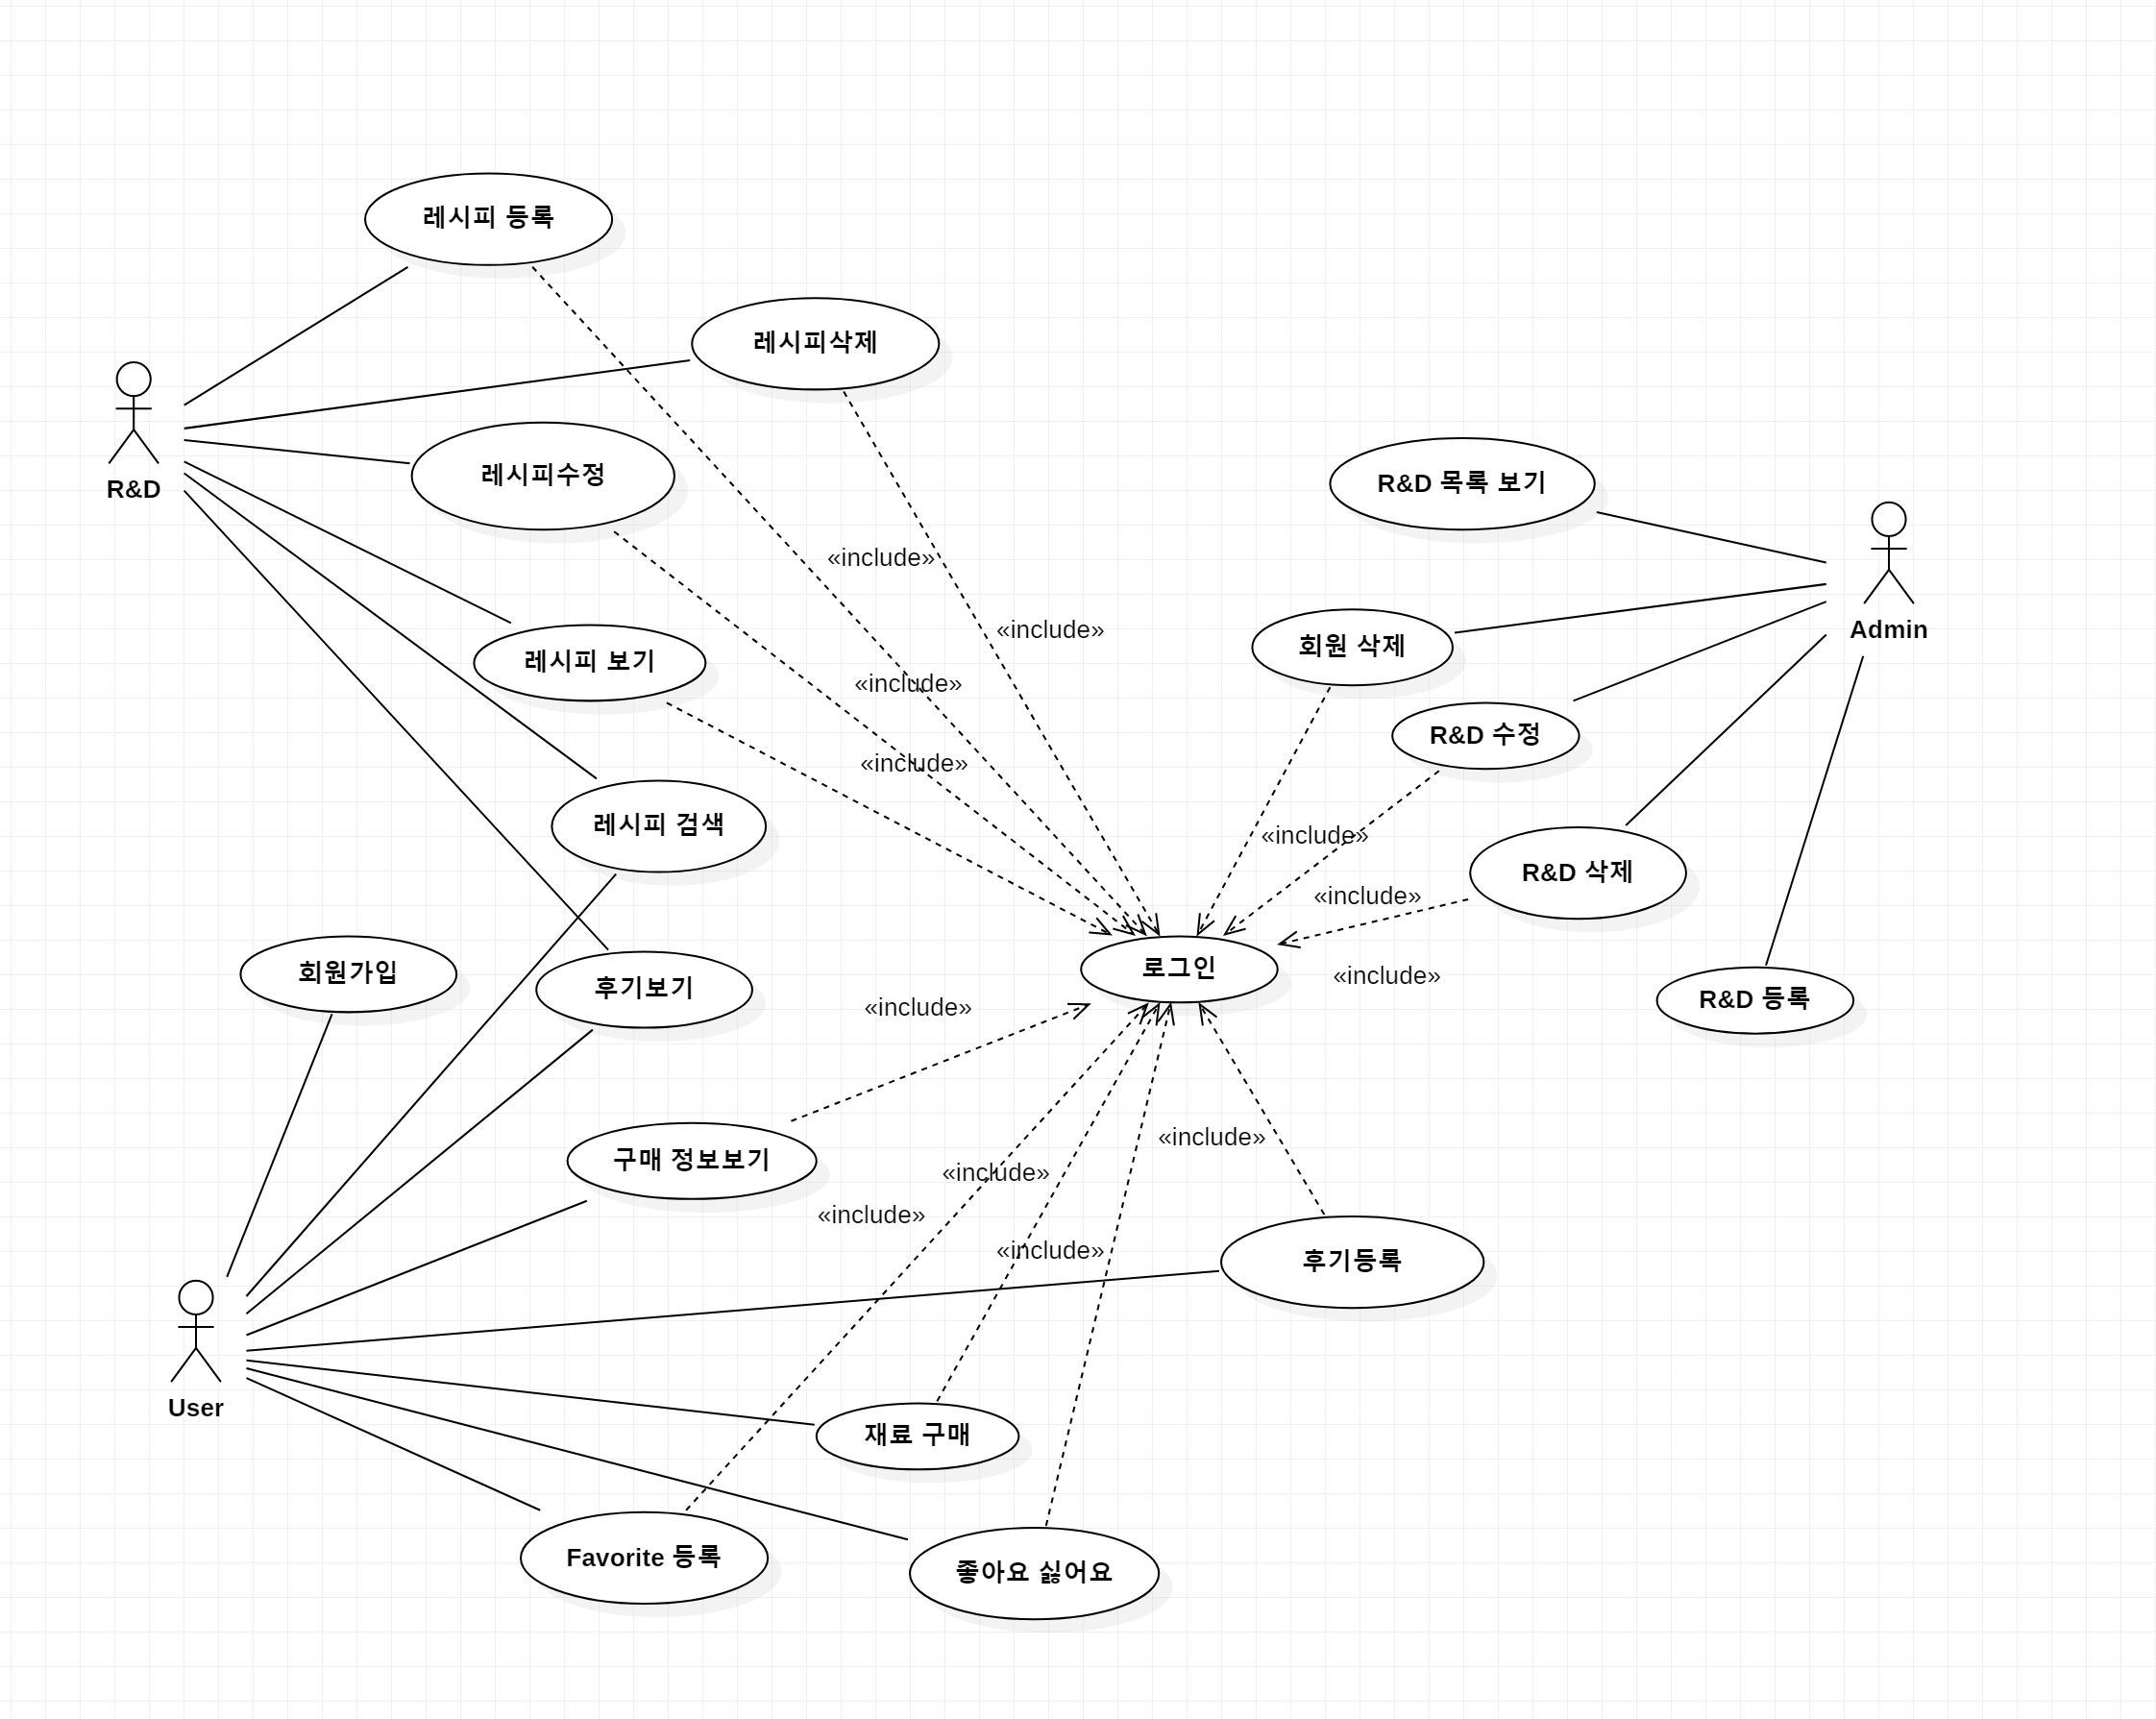 레시피 등록
레시피삭제
R&D
레시피수정
R&D 목록 보기
«include»
Admin
«include»
회원 삭제
레시피 보기
«include»
R&D 수정
«include»
레시피 검색
«include»
R&D 삭제
«include»
로그인
회원가입
«include»
후기보기
R&D 등록
«include»
«include»
구매 정보보기
«include»
«include»
«include»
후기등록
User
재료 구매
Favorite 등록
좋아요 싫어요